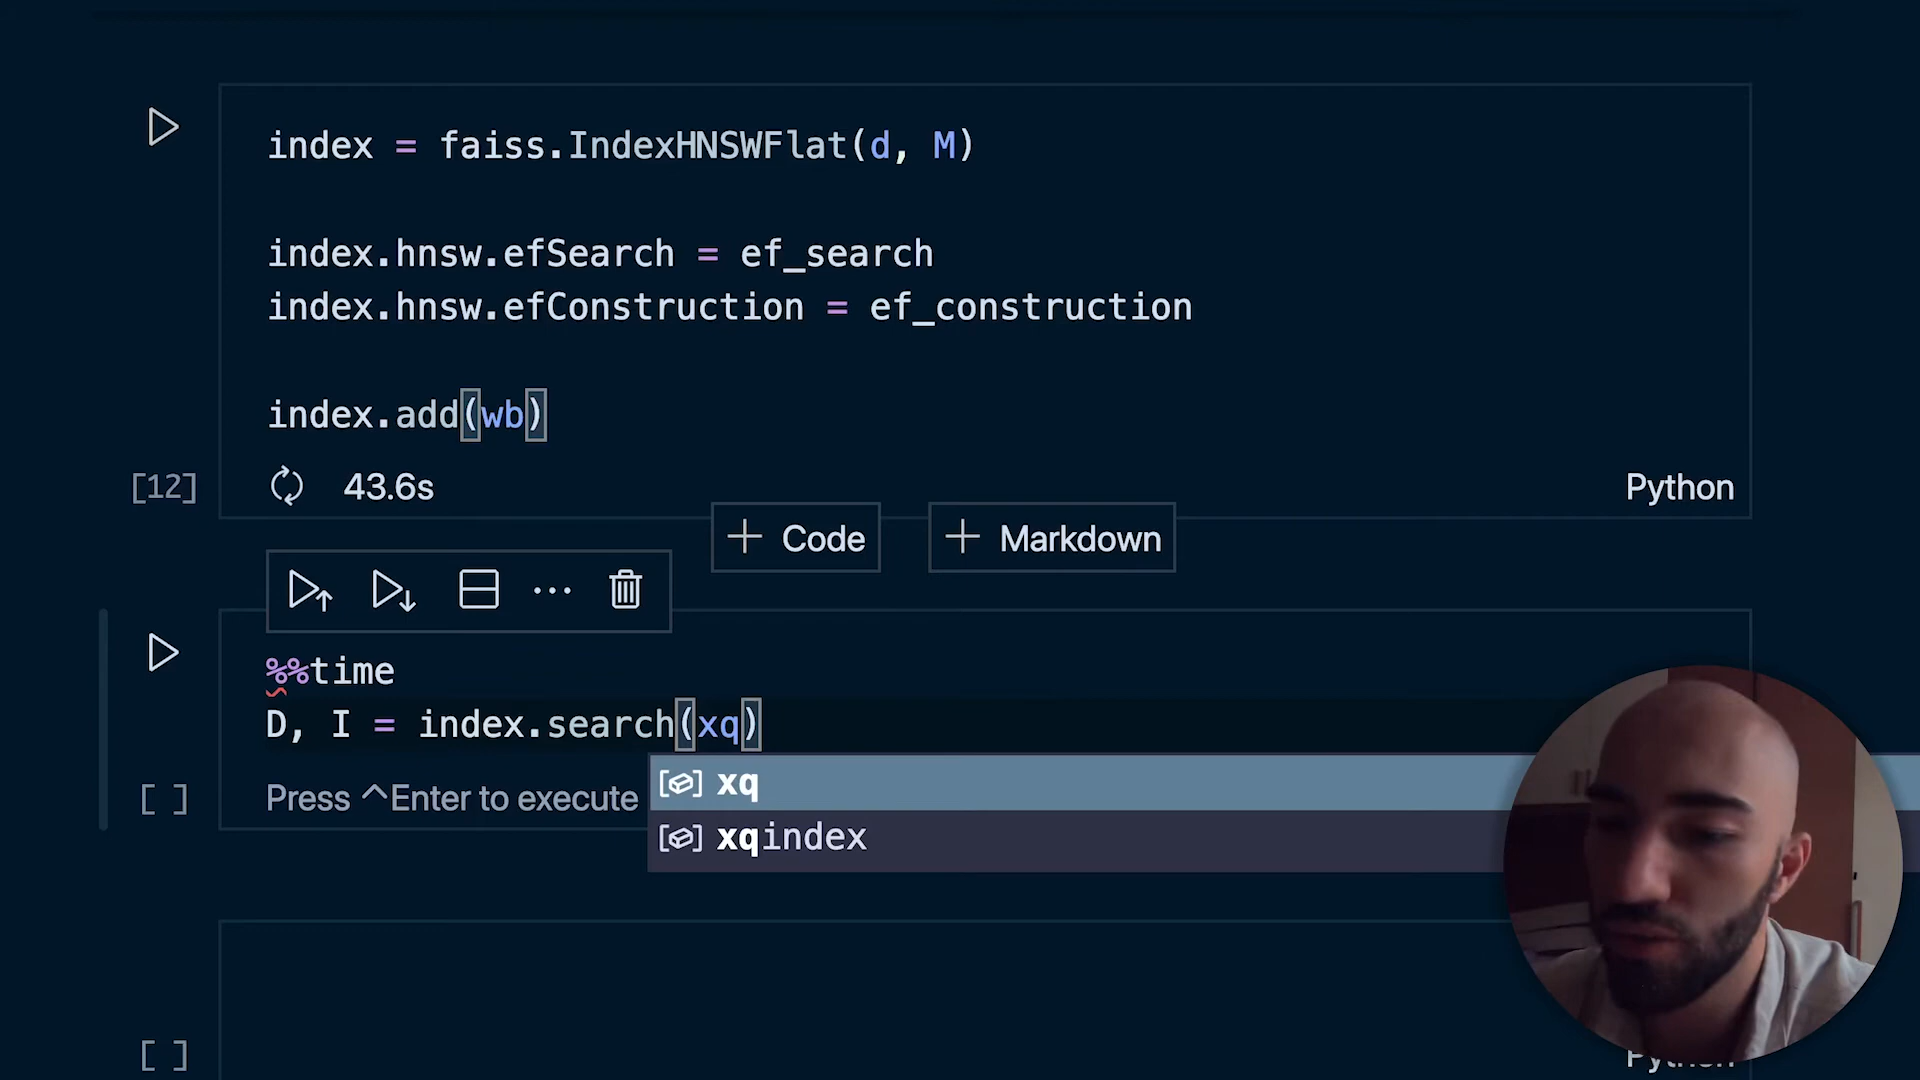 index = faiss.IndexHNSWFlat(d, M)
index.hnsw.efSearch = ef_search
index.hnsw.efConstruction = ef_construction
index.add(wb)
[12] 43.6s Python
+ Code + Markdown
%%time
D, I = index.search(xq)
[ ] Press ^Enter to execute
xq
xqindex
[ ] Python